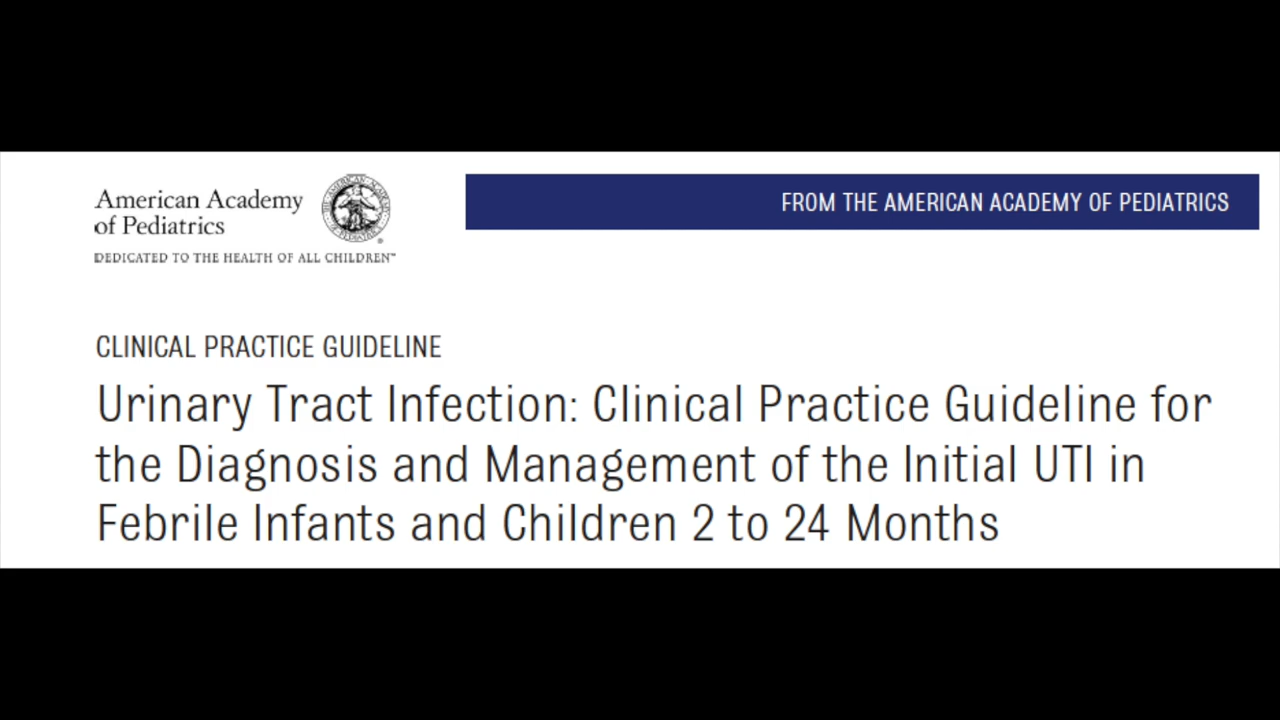 American Academy
of Pediatrics
DEDICATED TO THE HEALTH OF ALL CHILDREN™
FROM THE AMERICAN ACADEMY OF PEDIATRICS
CLINICAL PRACTICE GUIDELINE
Urinary Tract Infection: Clinical Practice Guideline for
the Diagnosis and Management of the Initial UTI in
Febrile Infants and Children 2 to 24 Months